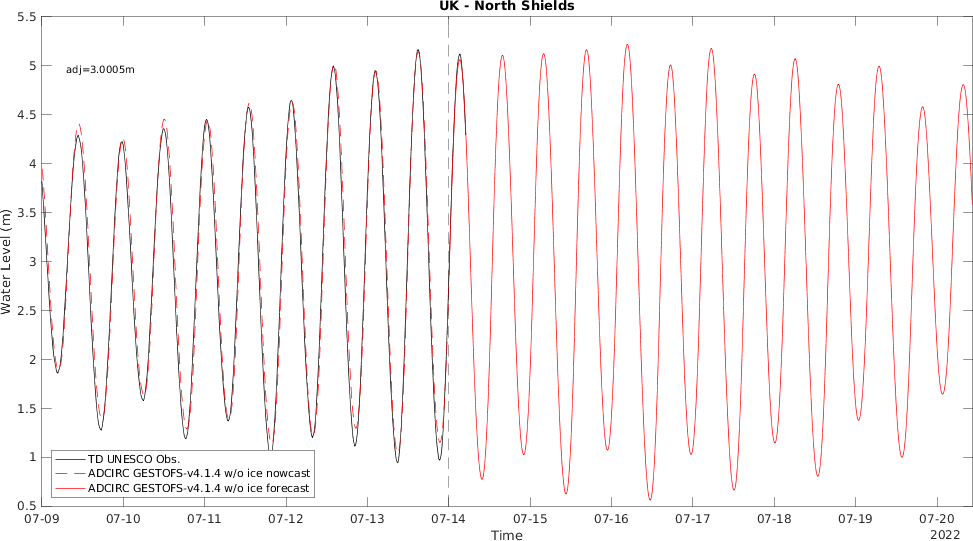 UK - North Shields
adj=3.0005m
5.5
5
4.5
4
3.5
3
2.5
2
1.5
1
0.5
Water Level (m)
TD UNESCO Obs.
ADCIRC GESTOFS-v4.1.4 w/o ice nowcast
ADCIRC GESTOFS-v4.1.4 w/o ice forecast
07-09 07-10 07-11 07-12 07-13 07-14 07-15 07-16 07-17 07-18 07-19 07-20
2022
Time